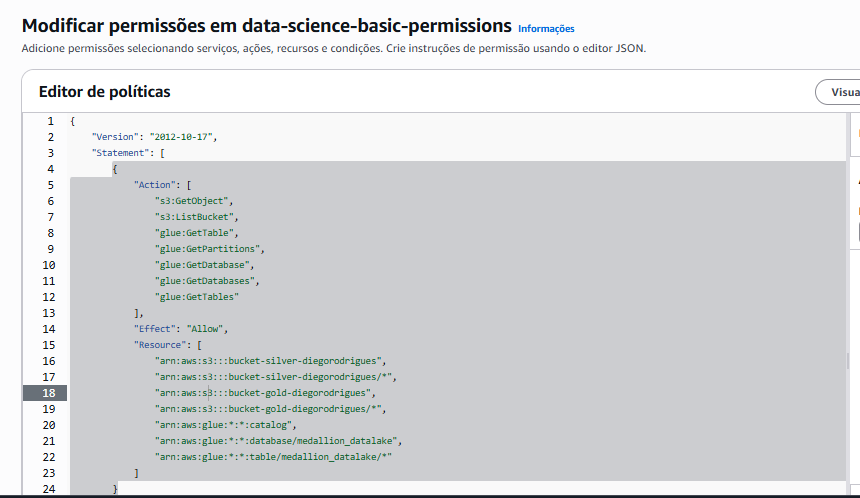 Modificar permissões em data-science-basic-permissions Informações
Adicione permissões selecionando serviços, ações, recursos e condições. Crie instruções de permissão usando o editor JSON.
Editor de políticas
1 {
2 "Version": "2012-10-17",
3 "Statement": [
4 {
5 "Action": [
6 "s3:GetObject",
7 "s3:ListBucket",
8 "glue:GetTable",
9 "glue:GetPartitions",
10 "glue:GetDatabase",
11 "glue:GetDatabases",
12 "glue:GetTables"
13 ],
14 "Effect": "Allow",
15 "Resource": [
16 "arn:aws:s3:::bucket-silver-diegorodrigues",
17 "arn:aws:s3:::bucket-silver-diegorodrigues/*",
18 "arn:aws:s3:::bucket-gold-diegorodrigues",
19 "arn:aws:s3:::bucket-gold-diegorodrigues/*",
20 "arn:aws:glue:*:*:catalog",
21 "arn:aws:glue:*:*:database/medallion_datalake",
22 "arn:aws:glue:*:*:table/medallion_datalake/*"
23 ]
24 }